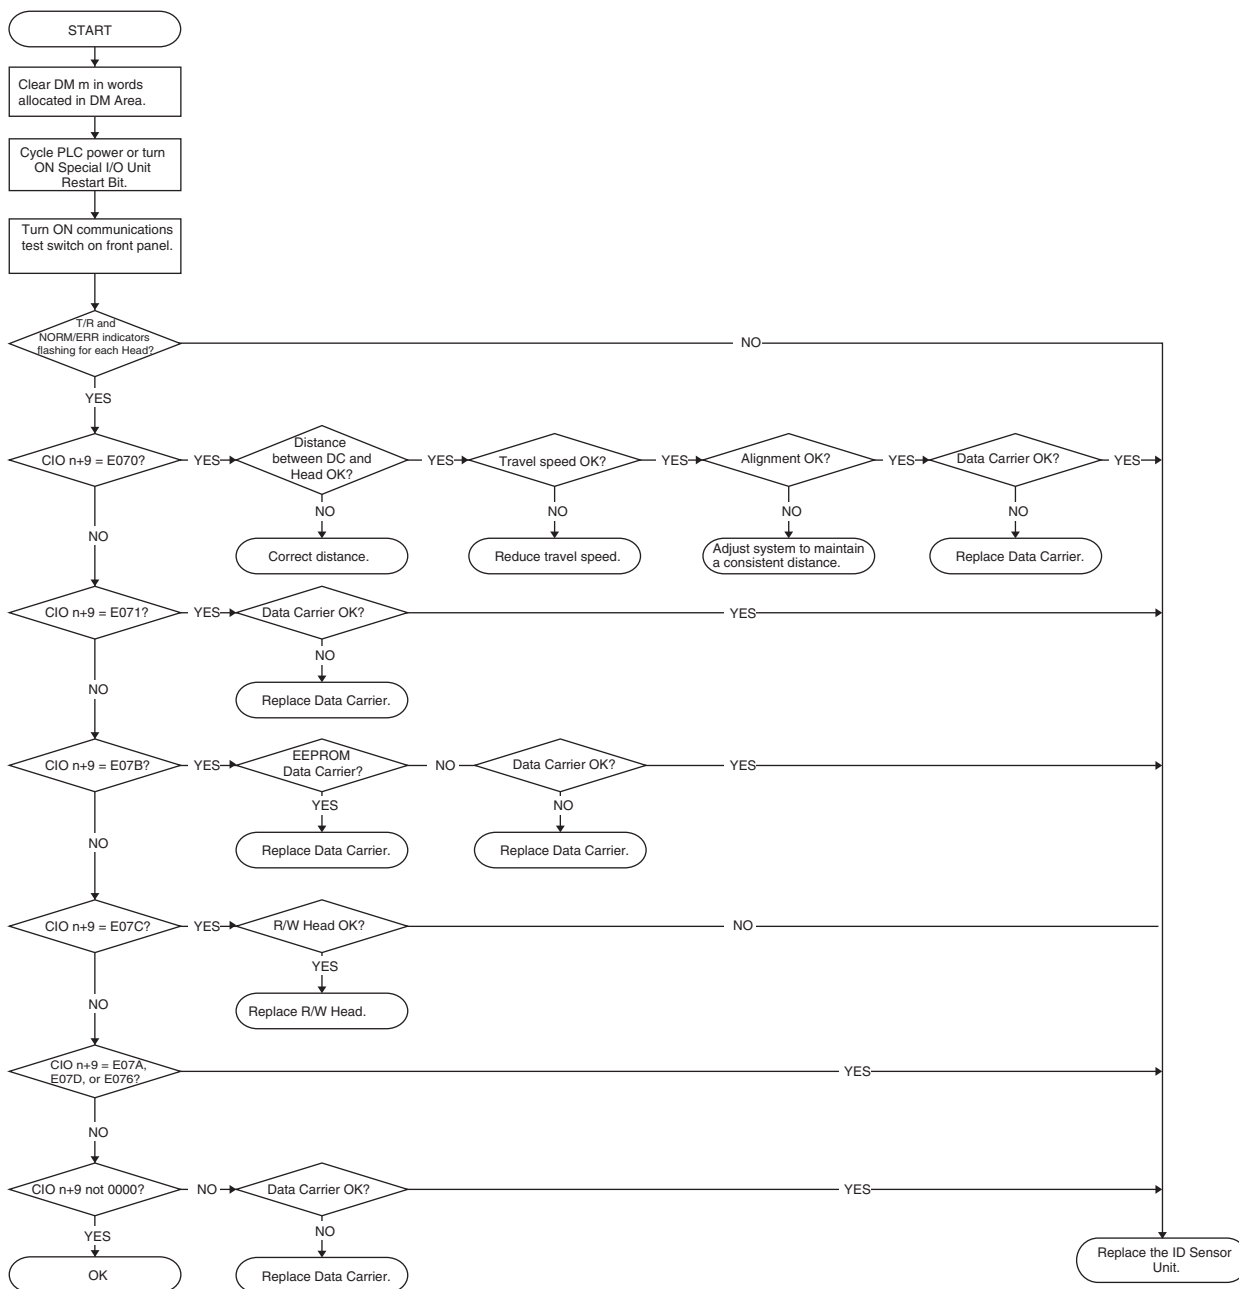 START
Clear DM m in words
allocated in DM Area.
Cycle PLC power or turn
ON Special I/O Unit
Restart Bit.
Turn ON communications
test switch on front panel.
T/R and
NORM/ERR indicators
flashing for each Head?
NO
YES
CIO n+9 = E070?
YES
Distance
between DC and
Head OK?
YES
Travel speed OK?
YES
Alignment OK?
YES
Data Carrier OK?
YES
NO
NO
NO
NO
NO
Correct distance.
Reduce travel speed.
Adjust system to maintain
a consistent distance.
Replace Data Carrier.
CIO n+9 = E071?
YES
Data Carrier OK?
YES
NO
NO
Replace Data Carrier.
CIO n+9 = E07B?
YES
EEPROM
Data Carrier?
NO
Data Carrier OK?
YES
YES
NO
NO
Replace Data Carrier.
Replace Data Carrier.
CIO n+9 = E07C?
YES
R/W Head OK?
NO
YES
NO
Replace R/W Head.
CIO n+9 = E07A,
E07D, or E076?
YES
NO
CIO n+9 not 0000?
NO
Data Carrier OK?
YES
YES
NO
OK
Replace Data Carrier.
Replace the ID Sensor
Unit.